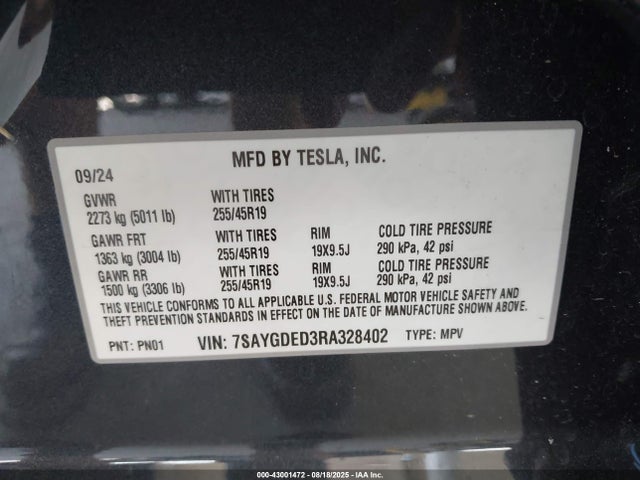 MFD BY TESLA, INC.
09/24
GVWR WITH TIRES
2273 kg (5011 lb) 255/45R19
GAWR FRT WITH TIRES RIM COLD TIRE PRESSURE
1363 kg (3004 lb) 255/45R19 19X9.5J 290 kPa, 42 psi
GAWR RR WITH TIRES RIM COLD TIRE PRESSURE
1500 kg (3306 lb) 255/45R19 19X9.5J 290 kPa, 42 psi
THIS VEHICLE CONFORMS TO ALL APPLICABLE U.S. FEDERAL MOTOR VEHICLE SAFETY AND
THEFT PREVENTION STANDARDS IN EFFECT ON THE DATE OF MANUFACTURE SHOWN ABOVE.
PNT: PN01 VIN: 7SAYGDED3RA328402 TYPE: MPV
0-43001472 — 08/18/2025 — IAA Inc.